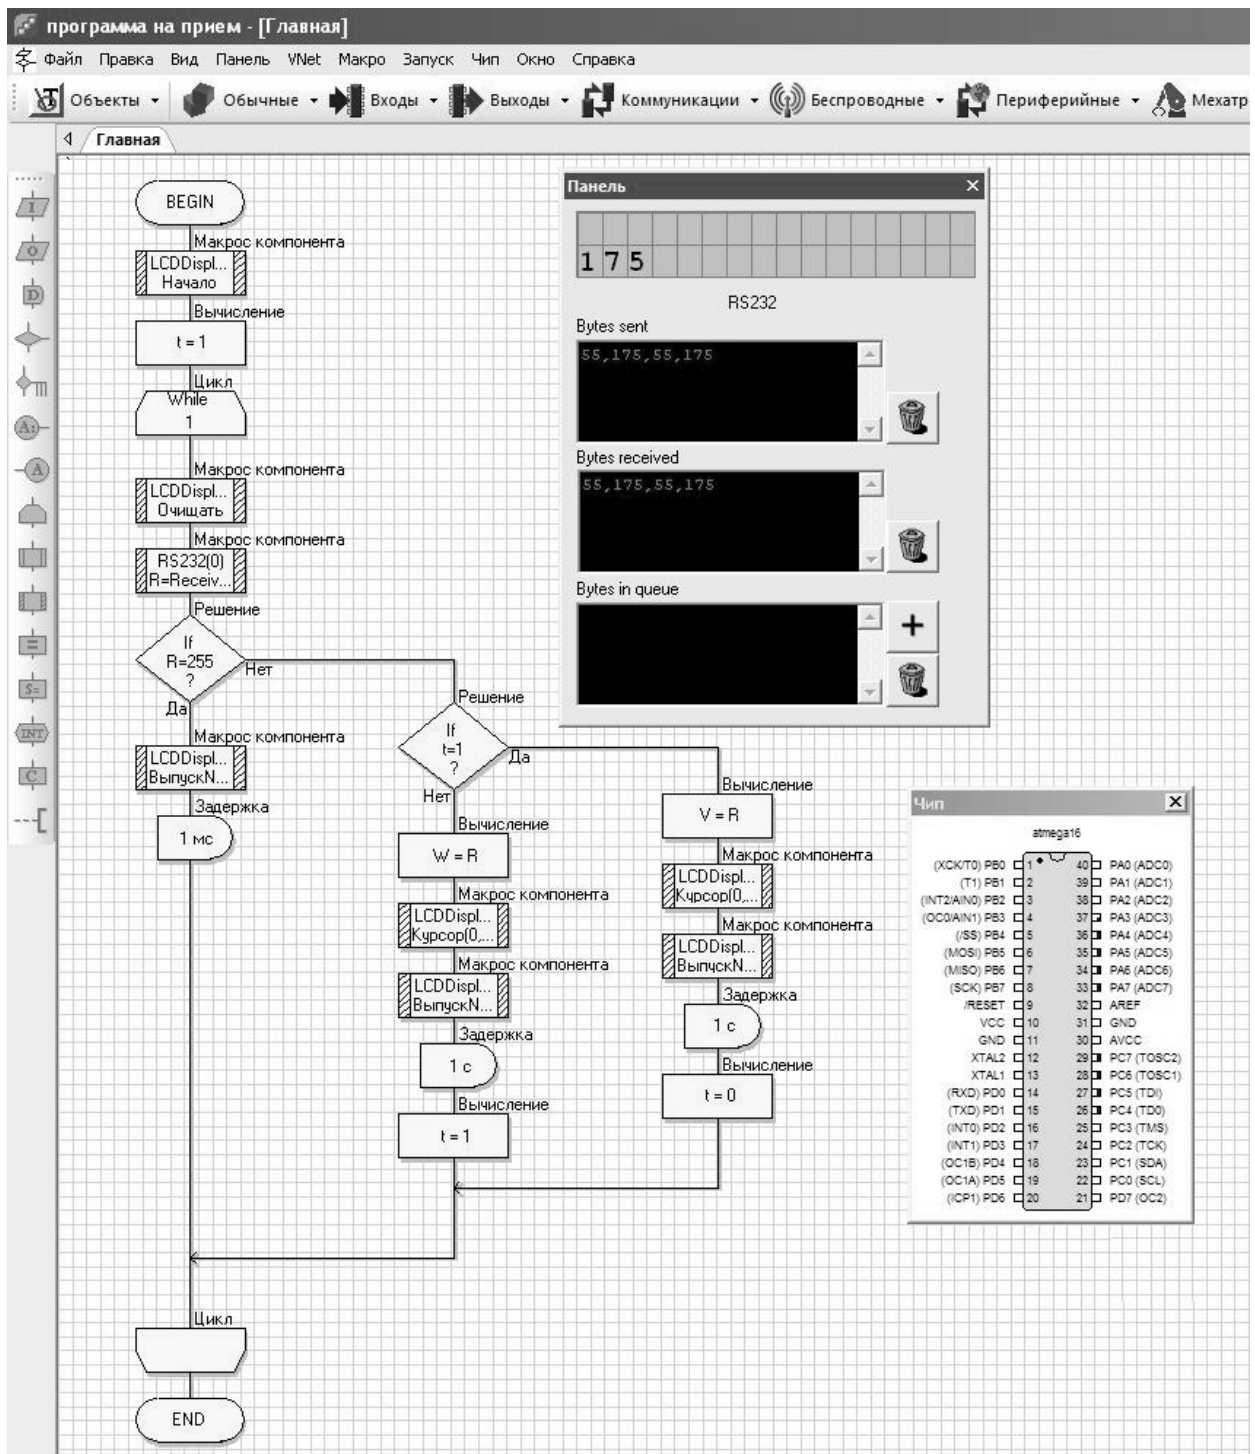 программа на прием - [Главная]
Файл Правка Вид Панель VNet Макро Запуск Чип Окно Справка
Объекты Обычные Входы Выходы Коммуникации Беспроводные Периферийные Мехатр
Главная
BEGIN
Макрос компонента
LCDDispl...
Начало
Вычисление
t = 1
Цикл
While
1
Макрос компонента
LCDDispl...
Очищать
Макрос компонента
RS232(0)
R=Receiv...
Решение
If
R=255
?
Нет
Да
Макрос компонента
LCDDispl...
ВыпускN...
Задержка
1 мс
Решение
If
t=1
?
Да
Нет
Вычисление
W = R
Макрос компонента
LCDDispl...
Курсор(0,...
Макрос компонента
LCDDispl...
ВыпускN...
Задержка
1 с
Вычисление
t = 1
Вычисление
V = R
Макрос компонента
LCDDispl...
Курсор(0,...
Макрос компонента
LCDDispl...
ВыпускN...
Задержка
1 с
Вычисление
t = 0
Цикл
END
I
O
D
A:
A
S=
INT
C
Панель
175
RS232
Bytes sent
55,175,55,175
Bytes received
55,175,55,175
Bytes in queue
Чип
atmega16
(XCK/T0) PB0 1 40 PA0 (ADC0)
(T1) PB1 2 39 PA1 (ADC1)
(INT2/AIN0) PB2 3 38 PA2 (ADC2)
(OC0/AIN1) PB3 4 37 PA3 (ADC3)
(/SS) PB4 5 36 PA4 (ADC4)
(MOSI) PB5 6 35 PA5 (ADC5)
(MISO) PB6 7 34 PA6 (ADC6)
(SCK) PB7 8 33 PA7 (ADC7)
/RESET 9 32 AREF
VCC 10 31 GND
GND 11 30 AVCC
XTAL2 12 29 PC7 (TOSC2)
XTAL1 13 28 PC6 (TOSC1)
(RXD) PD0 14 27 PC5 (TDI)
(TXD) PD1 15 26 PC4 (TD0)
(INT0) PD2 16 25 PC3 (TMS)
(INT1) PD3 17 24 PC2 (TCK)
(OC1B) PD4 18 23 PC1 (SDA)
(OC1A) PD5 19 22 PC0 (SCL)
(ICP1) PD6 20 21 PD7 (OC2)